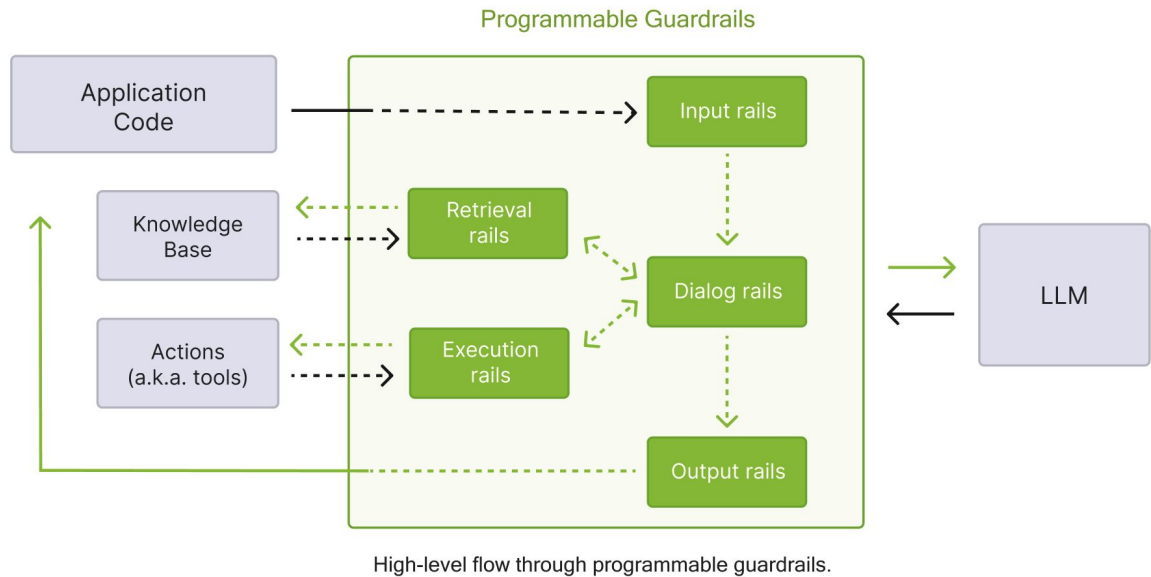 Programmable Guardrails
Application
Code
Input rails
Knowledge
Base
Retrieval
rails
Dialog rails
LLM
Actions
(a.k.a. tools)
Execution
rails
Output rails
High-level flow through programmable guardrails.